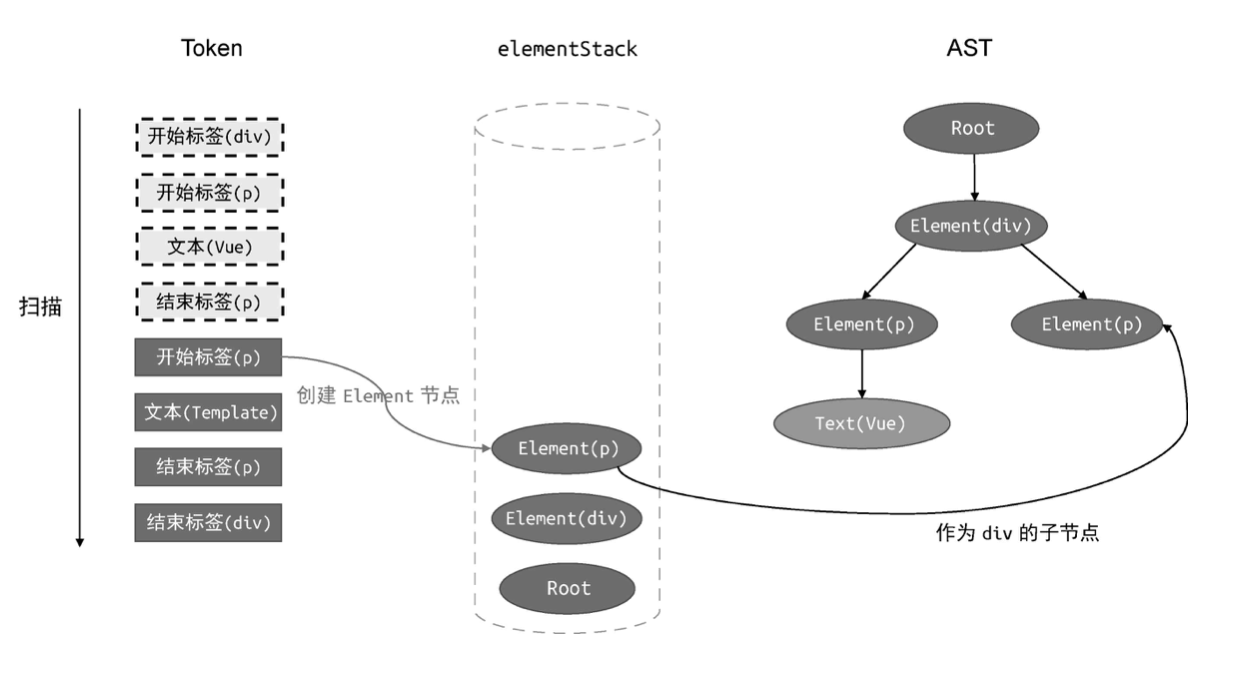 Token
elementStack
AST
开始标签(div)
开始标签(p)
文本(Vue)
结束标签(p)
开始标签(p)
文本(Template)
结束标签(p)
结束标签(div)
扫描
创建 Element 节点
Element(p)
Element(div)
Root
Root
Element(div)
Element(p)
Element(p)
Text(Vue)
作为 div 的子节点